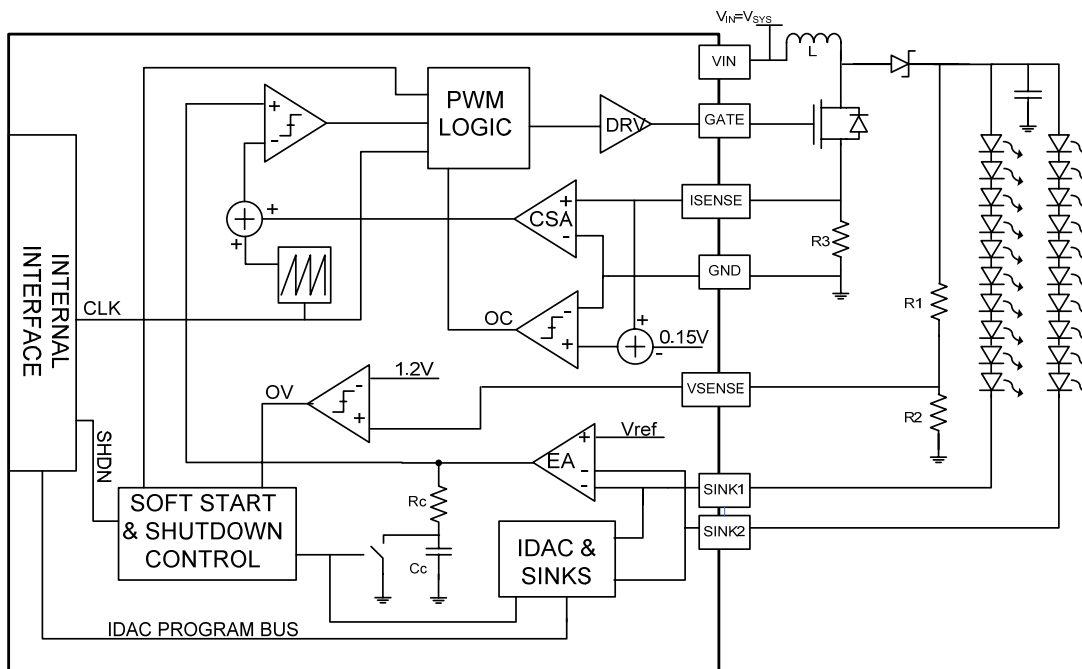 VIN=VSYS
L
VIN
PWM
LOGIC
DRV
GATE
+
-
ISENSE
+
CSA
-
+
+
R3
GND
INTERNAL
INTERFACE
CLK
R1
OC
-
+
+
-
0.15V
1.2V
VSENSE
OV
-
+
R2
Vref
SHDN
+
EA
-
-
SINK1
SOFT START
& SHUTDOWN
CONTROL
Rc
SINK2
IDAC &
SINKS
Cc
IDAC PROGRAM BUS